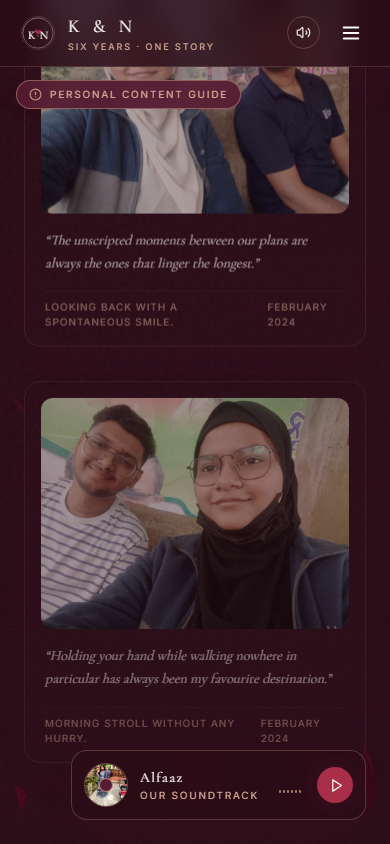 K N
K & N
SIX YEARS · ONE STORY
PERSONAL CONTENT GUIDE
“The unscripted moments between our plans are
always the ones that linger the longest.”
LOOKING BACK WITH A
SPONTANEOUS SMILE.
FEBRUARY
2024
“Holding your hand while walking nowhere in
particular has always been my favourite destination.”
MORNING STROLL WITHOUT ANY
HURRY.
FEBRUARY
2024
Alfaaz
OUR SOUNDTRACK